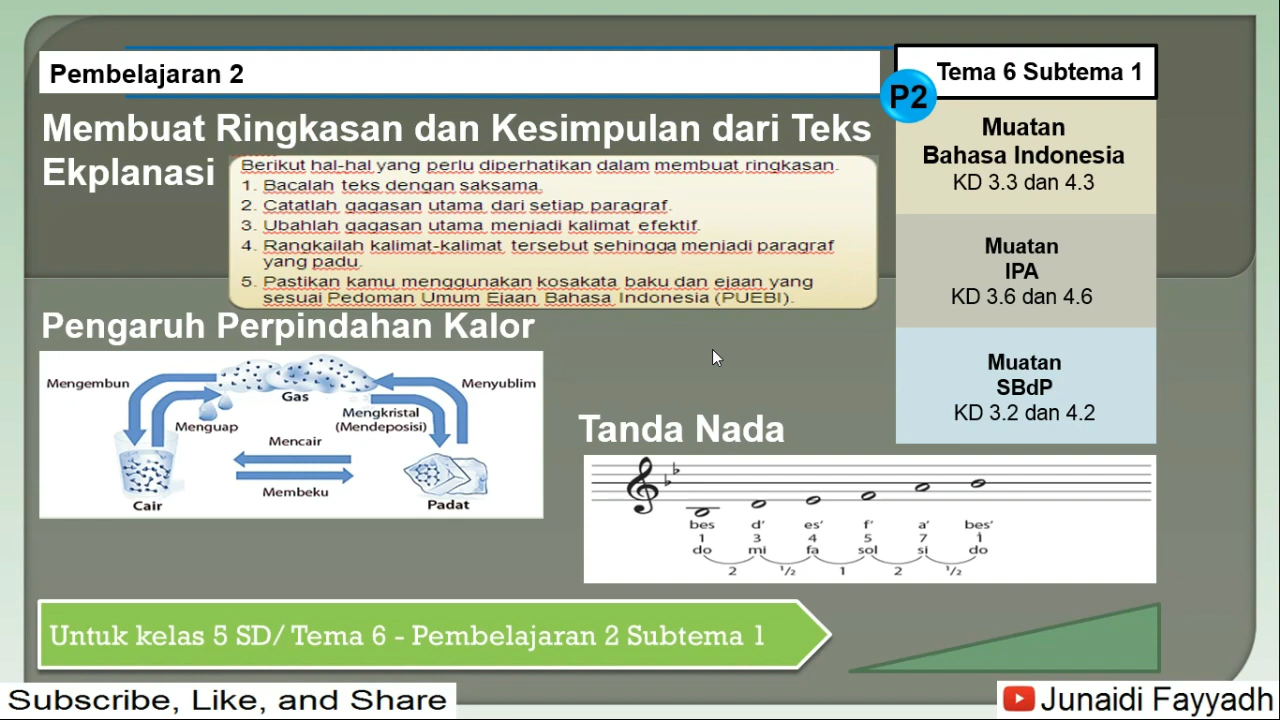 Pembelajaran 2
Tema 6 Subtema 1
P2
Membuat Ringkasan dan Kesimpulan dari Teks
Ekplanasi
Berikut hal-hal yang perlu diperhatikan dalam membuat ringkasan.
1. Bacalah teks dengan saksama.
2. Catatlah gagasan utama dari setiap paragraf.
3. Ubahlah gagasan utama menjadi kalimat efektif.
4. Rangkailah kalimat-kalimat tersebut sehingga menjadi paragraf
yang padu.
5. Pastikan kamu menggunakan kosakata baku dan ejaan yang
sesuai Pedoman Umum Ejaan Bahasa Indonesia (PUEBI).
Muatan
Bahasa Indonesia
KD 3.3 dan 4.3
Muatan
IPA
KD 3.6 dan 4.6
Muatan
SBdP
KD 3.2 dan 4.2
Pengaruh Perpindahan Kalor
Mengembun
Menyublim
Gas
Mengkristal
(Mendeposisi)
Menguap
Mencair
Membeku
Cair
Padat
Tanda Nada
bes d' es' f' a' bes'
1 3 4 5 7 i
do mi fa sol si do
2 ½ 1 2 ½
Untuk kelas 5 SD/ Tema 6 - Pembelajaran 2 Subtema 1
Subscribe, Like, and Share
Junaidi Fayyadh